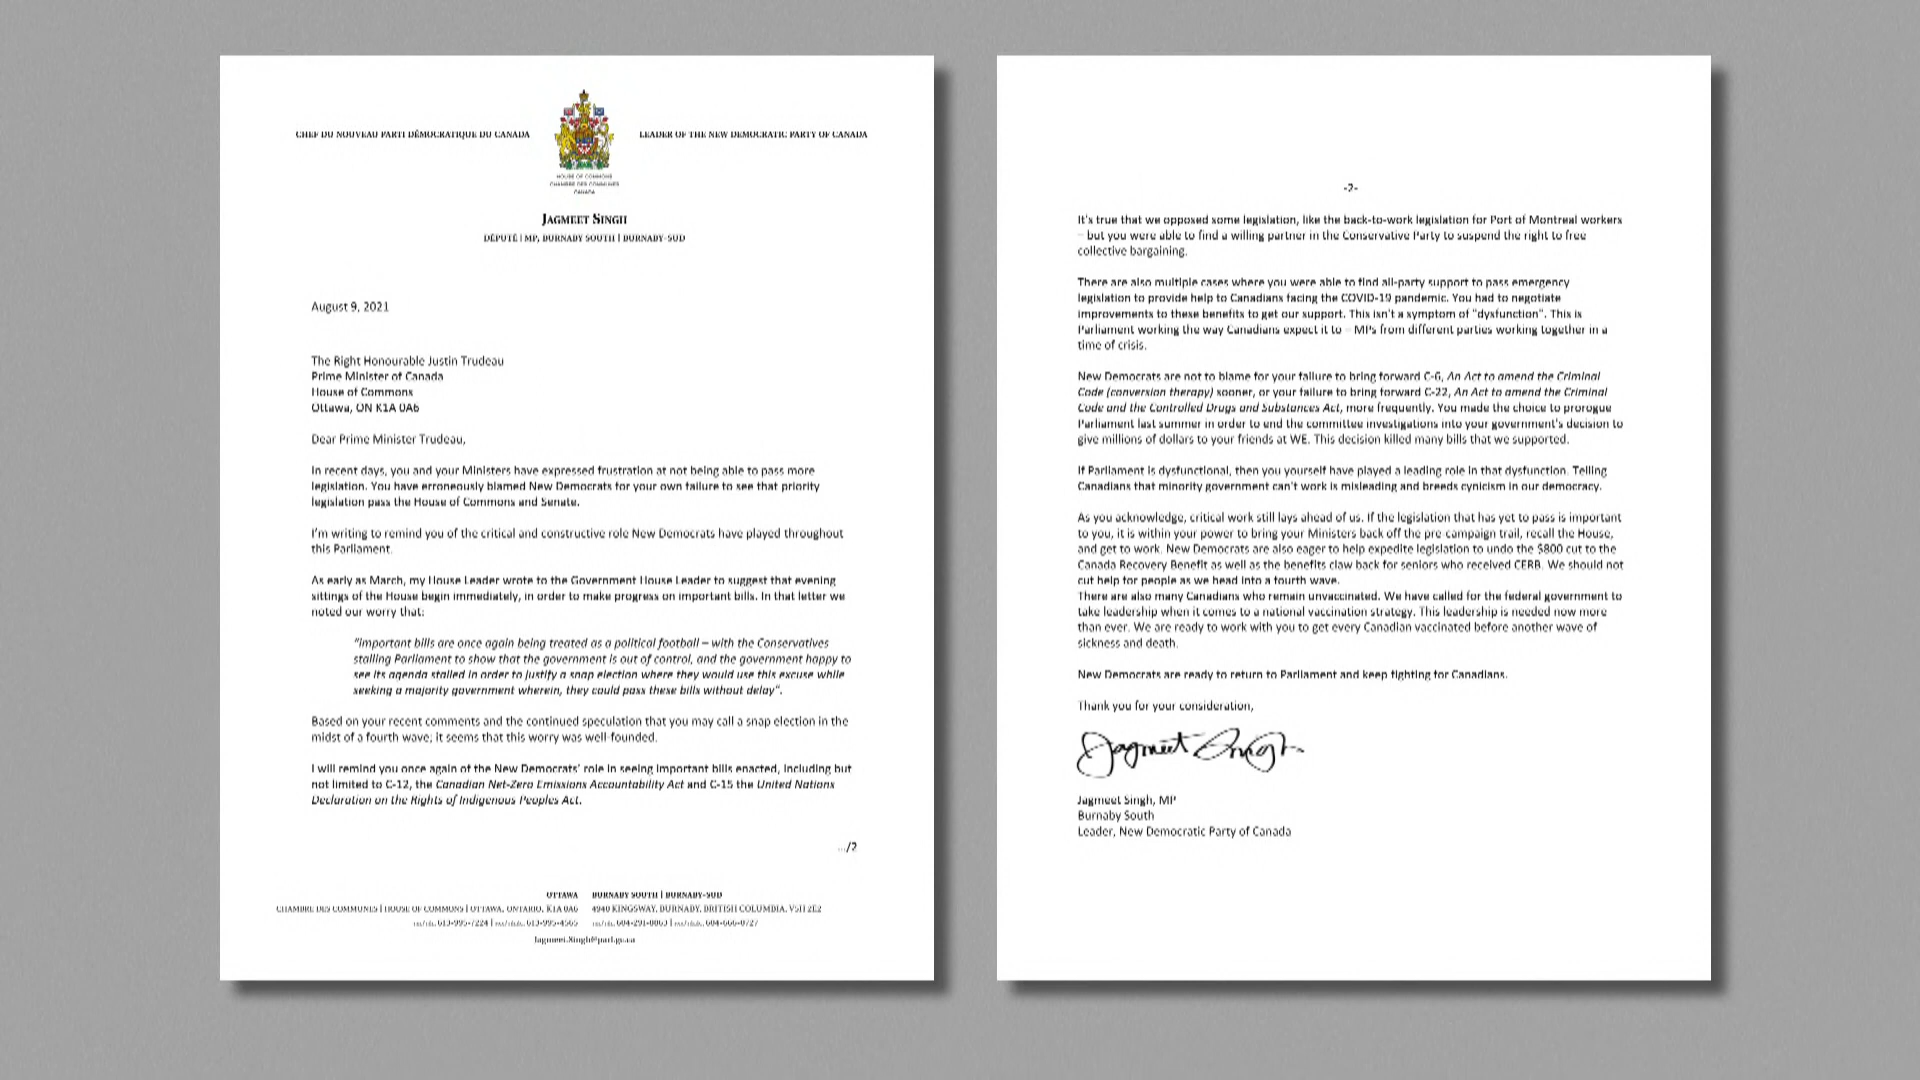 CHEF DU NOUVEAU PARTI DÉMOCRATIQUE DU CANADA
LEADER OF THE NEW DEMOCRATIC PARTY OF CANADA
HOUSE OF COMMONS
CHAMBRE DES COMMUNES
CANADA
JAGMEET SINGH
DÉPUTÉ | MP, BURNABY SOUTH | BURNABY-SUD
August 9, 2021
The Right Honourable Justin Trudeau
Prime Minister of Canada
House of Commons
Ottawa, ON K1A 0A6
Dear Prime Minister Trudeau,
In recent days, you and your Ministers have expressed frustration at not being able to pass more
legislation. You have erroneously blamed New Democrats for your own failure to see that priority
legislation pass the House of Commons and Senate.
I'm writing to remind you of the critical and constructive role New Democrats have played throughout
this Parliament.
As early as March, my House Leader wrote to the Government House Leader to suggest that evening
sittings of the House begin immediately, in order to make progress on important bills. In that letter we
noted our worry that:
"Important bills are once again being treated as a political football – with the Conservatives
stalling Parliament to show that the government is out of control, and the government happy to
see its agenda stalled in order to justify a snap election where they would use this excuse while
seeking a majority government wherein, they could pass these bills without delay".
Based on your recent comments and the continued speculation that you may call a snap election in the
midst of a fourth wave; it seems that this worry was well-founded.
I will remind you once again of the New Democrats' role in seeing important bills enacted, including but
not limited to C-12, the Canadian Net-Zero Emissions Accountability Act and C-15 the United Nations
Declaration on the Rights of Indigenous Peoples Act.
.../2
OTTAWA
CHAMBRE DES COMMUNES | HOUSE OF COMMONS | OTTAWA, ONTARIO, K1A 0A6
613-995-7224 | 613-995-4565
BURNABY SOUTH | BURNABY-SUD
4940 KINGSWAY, BURNABY, BRITISH COLUMBIA, V5H 2E2
604-291-8863 | 604-666-0727
Jagmeet.Singh@parl.gc.ca
-2-
It's true that we opposed some legislation, like the back-to-work legislation for Port of Montreal workers
– but you were able to find a willing partner in the Conservative Party to suspend the right to free
collective bargaining.
There are also multiple cases where you were able to find all-party support to pass emergency
legislation to provide help to Canadians facing the COVID-19 pandemic. You had to negotiate
improvements to these benefits to get our support. This isn't a symptom of "dysfunction". This is
Parliament working the way Canadians expect it to – MPs from different parties working together in a
time of crisis.
New Democrats are not to blame for your failure to bring forward C-6, An Act to amend the Criminal
Code (conversion therapy) sooner, or your failure to bring forward C-22, An Act to amend the Criminal
Code and the Controlled Drugs and Substances Act, more frequently. You made the choice to prorogue
Parliament last summer in order to end the committee investigations into your government's decision to
give millions of dollars to your friends at WE. This decision killed many bills that we supported.
If Parliament is dysfunctional, then you yourself have played a leading role in that dysfunction. Telling
Canadians that minority government can't work is misleading and breeds cynicism in our democracy.
As you acknowledge, critical work still lays ahead of us. If the legislation that has yet to pass is important
to you, it is within your power to bring your Ministers back off the pre-campaign trail, recall the House,
and get to work. New Democrats are also eager to help expedite legislation to undo the $800 cut to the
Canada Recovery Benefit as well as the benefits claw back for seniors who received CERB. We should not
cut help for people as we head into a fourth wave.
There are also many Canadians who remain unvaccinated. We have called for the federal government to
take leadership when it comes to a national vaccination strategy. This leadership is needed now more
than ever. We are ready to work with you to get every Canadian vaccinated before another wave of
sickness and death.
New Democrats are ready to return to Parliament and keep fighting for Canadians.
Thank you for your consideration,
Jagmeet Singh
Jagmeet Singh, MP
Burnaby South
Leader, New Democratic Party of Canada